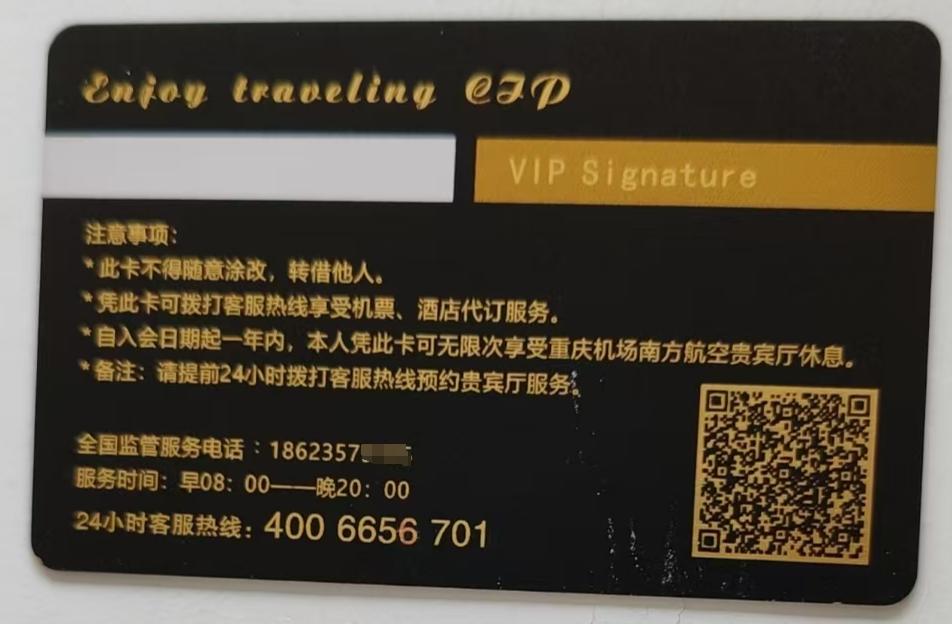 Enjoy traveling CIP
VIP Signature
注意事项：
*此卡不得随意涂改，转借他人。
*凭此卡可拨打客服热线享受机票、酒店代订服务。
*自入会日期起一年内，本人凭此卡可无限次享受重庆机场南方航空贵宾厅休息。
*备注：请提前24小时拨打客服热线预约贵宾厅服务。
全国监管服务电话：1862357
服务时间：早08：00——晚20：00
24小时客服热线：400 6656 701